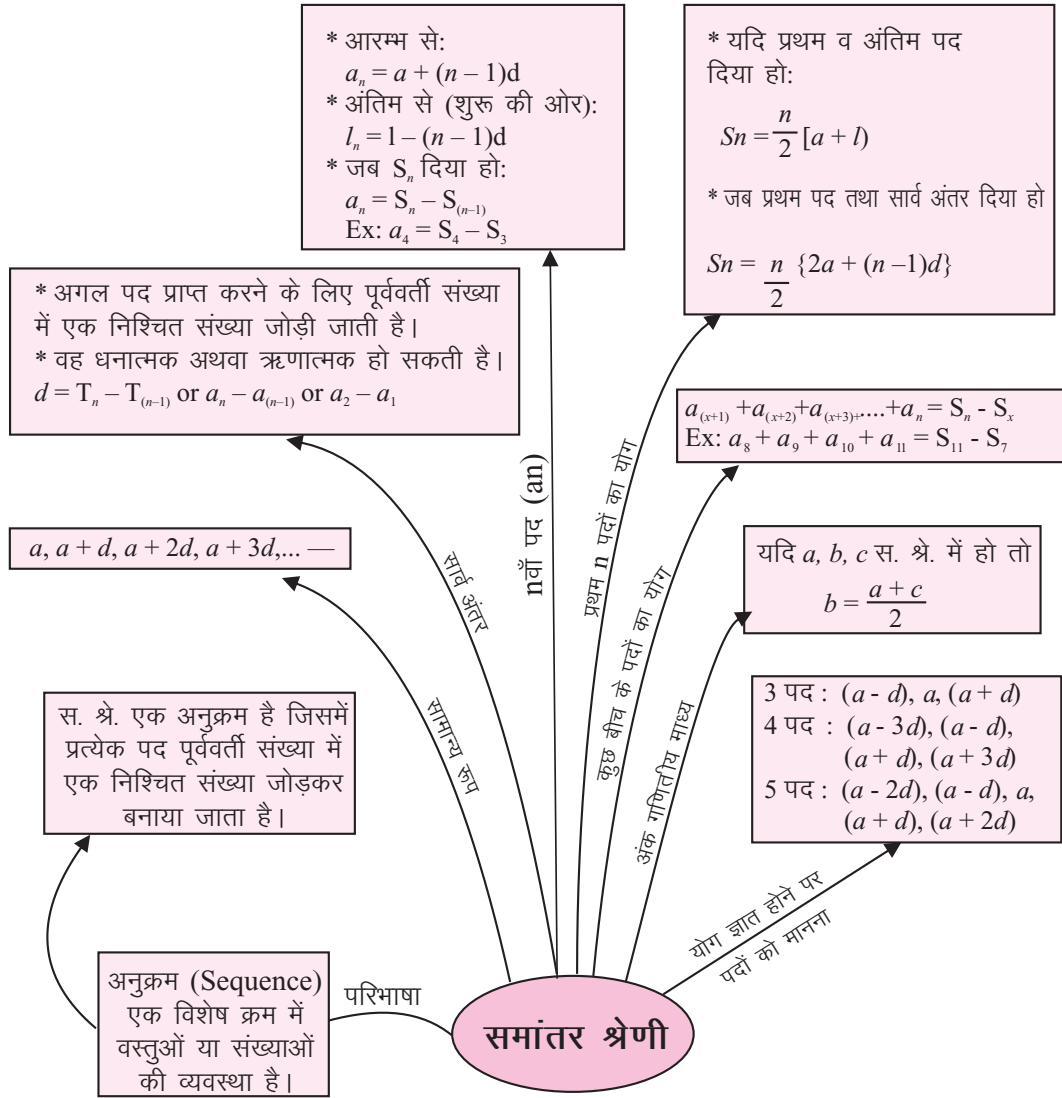 * आरम्भ से:
aₙ = a + (n – 1)d
* अंतिम से (शुरू की ओर):
lₙ = l – (n – 1)d
* जब Sₙ दिया हो:
aₙ = Sₙ – S₍ₙ₋₁₎
Ex: a₄ = S₄ – S₃
* यदि प्रथम व अंतिम पद
दिया हो:
Sn = n/2 [a + l)
* जब प्रथम पद तथा सार्व अंतर दिया हो
Sn = n/2 {2a + (n –1)d}
* अगल पद प्राप्त करने के लिए पूर्ववर्ती संख्या
में एक निश्चित संख्या जोड़ी जाती है।
* वह धनात्मक अथवा ऋणात्मक हो सकती है।
d = Tₙ – T₍ₙ₋₁₎ or aₙ – a₍ₙ₋₁₎ or a₂ – a₁
a₍ₓ₊₁₎ +a₍ₓ₊₂₎+a₍ₓ₊₃₎₊....+aₙ = Sₙ - Sₓ
Ex: a₈ + a₉ + a₁₀ + a₁₁ = S₁₁ - S₇
a, a + d, a + 2d, a + 3d,... —
यदि a, b, c स. श्रे. में हो तो
b = (a + c)/2
स. श्रे. एक अनुक्रम है जिसमें
प्रत्येक पद पूर्ववर्ती संख्या में
एक निश्चित संख्या जोड़कर
बनाया जाता है।
3 पद : (a - d), a, (a + d)
4 पद : (a - 3d), (a - d),
(a + d), (a + 3d)
5 पद : (a - 2d), (a - d), a,
(a + d), (a + 2d)
अनुक्रम (Sequence)
एक विशेष क्रम में
वस्तुओं या संख्याओं
की व्यवस्था है।
परिभाषा
सामान्य रूप
सार्व अंतर
nवाँ पद (an)
प्रथम n पदों का योग
कुछ बीच के पदों का योग
अंक गणितीय माध्य
योग ज्ञात होने पर
पदों को मानना
समांतर श्रेणी